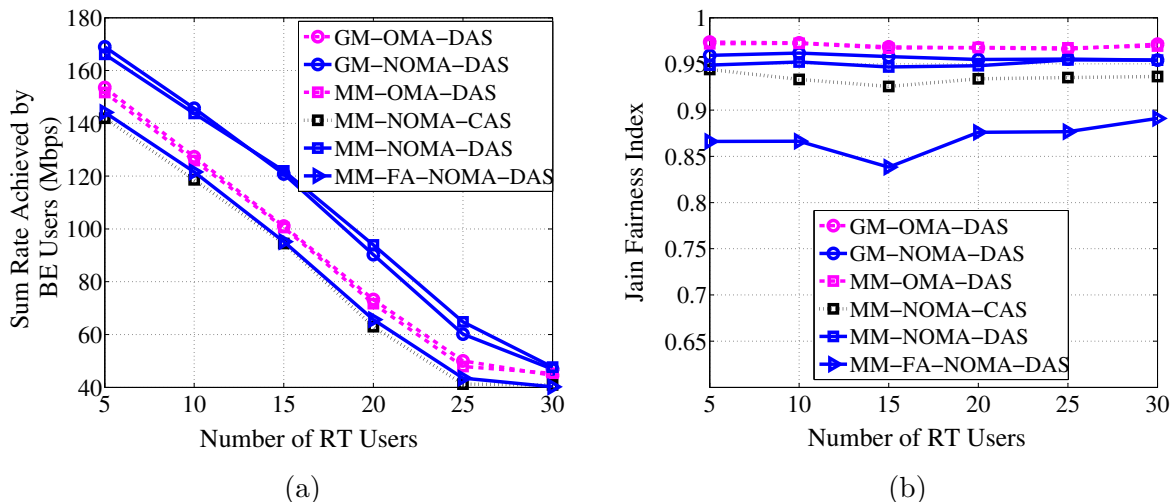 180
160
140
120
100
80
60
40
5
10
15
20
25
30
Sum Rate Achieved by
BE Users (Mbps)
Number of RT Users
GM−OMA−DAS
GM−NOMA−DAS
MM−OMA−DAS
MM−NOMA−CAS
MM−NOMA−DAS
MM−FA−NOMA−DAS
(a)
1
0.95
0.9
0.85
0.8
0.75
0.7
0.65
5
10
15
20
25
30
Jain Fairness Index
Number of RT Users
GM−OMA−DAS
GM−NOMA−DAS
MM−OMA−DAS
MM−NOMA−CAS
MM−NOMA−DAS
MM−FA−NOMA−DAS
(b)